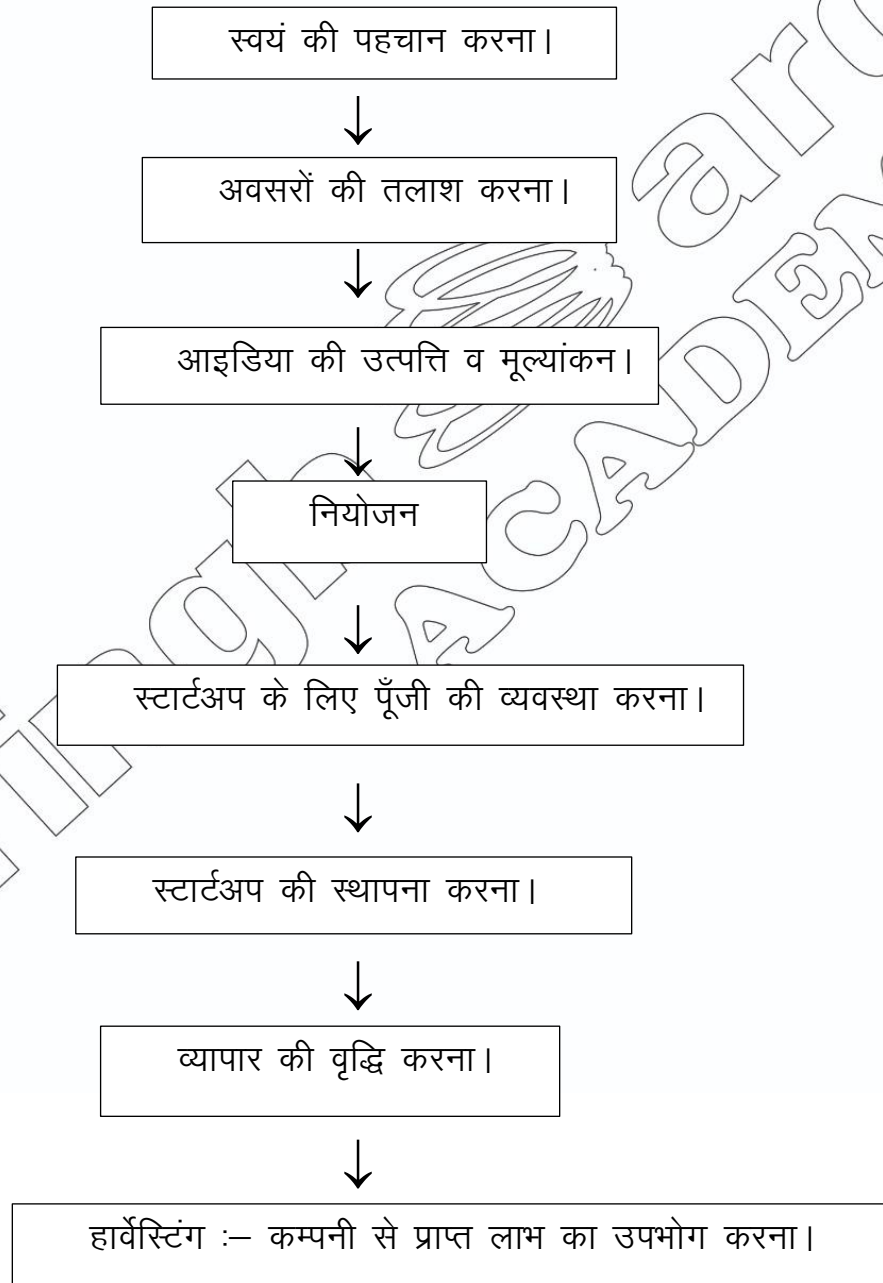 स्वयं की पहचान करना।
अवसरों की तलाश करना।
आइडिया की उत्पत्ति व मूल्यांकन।
नियोजन
स्टार्टअप के लिए पूँजी की व्यवस्था करना।
स्टार्टअप की स्थापना करना।
व्यापार की वृद्धि करना।
हार्वेस्टिंग :– कम्पनी से प्राप्त लाभ का उपभोग करना।